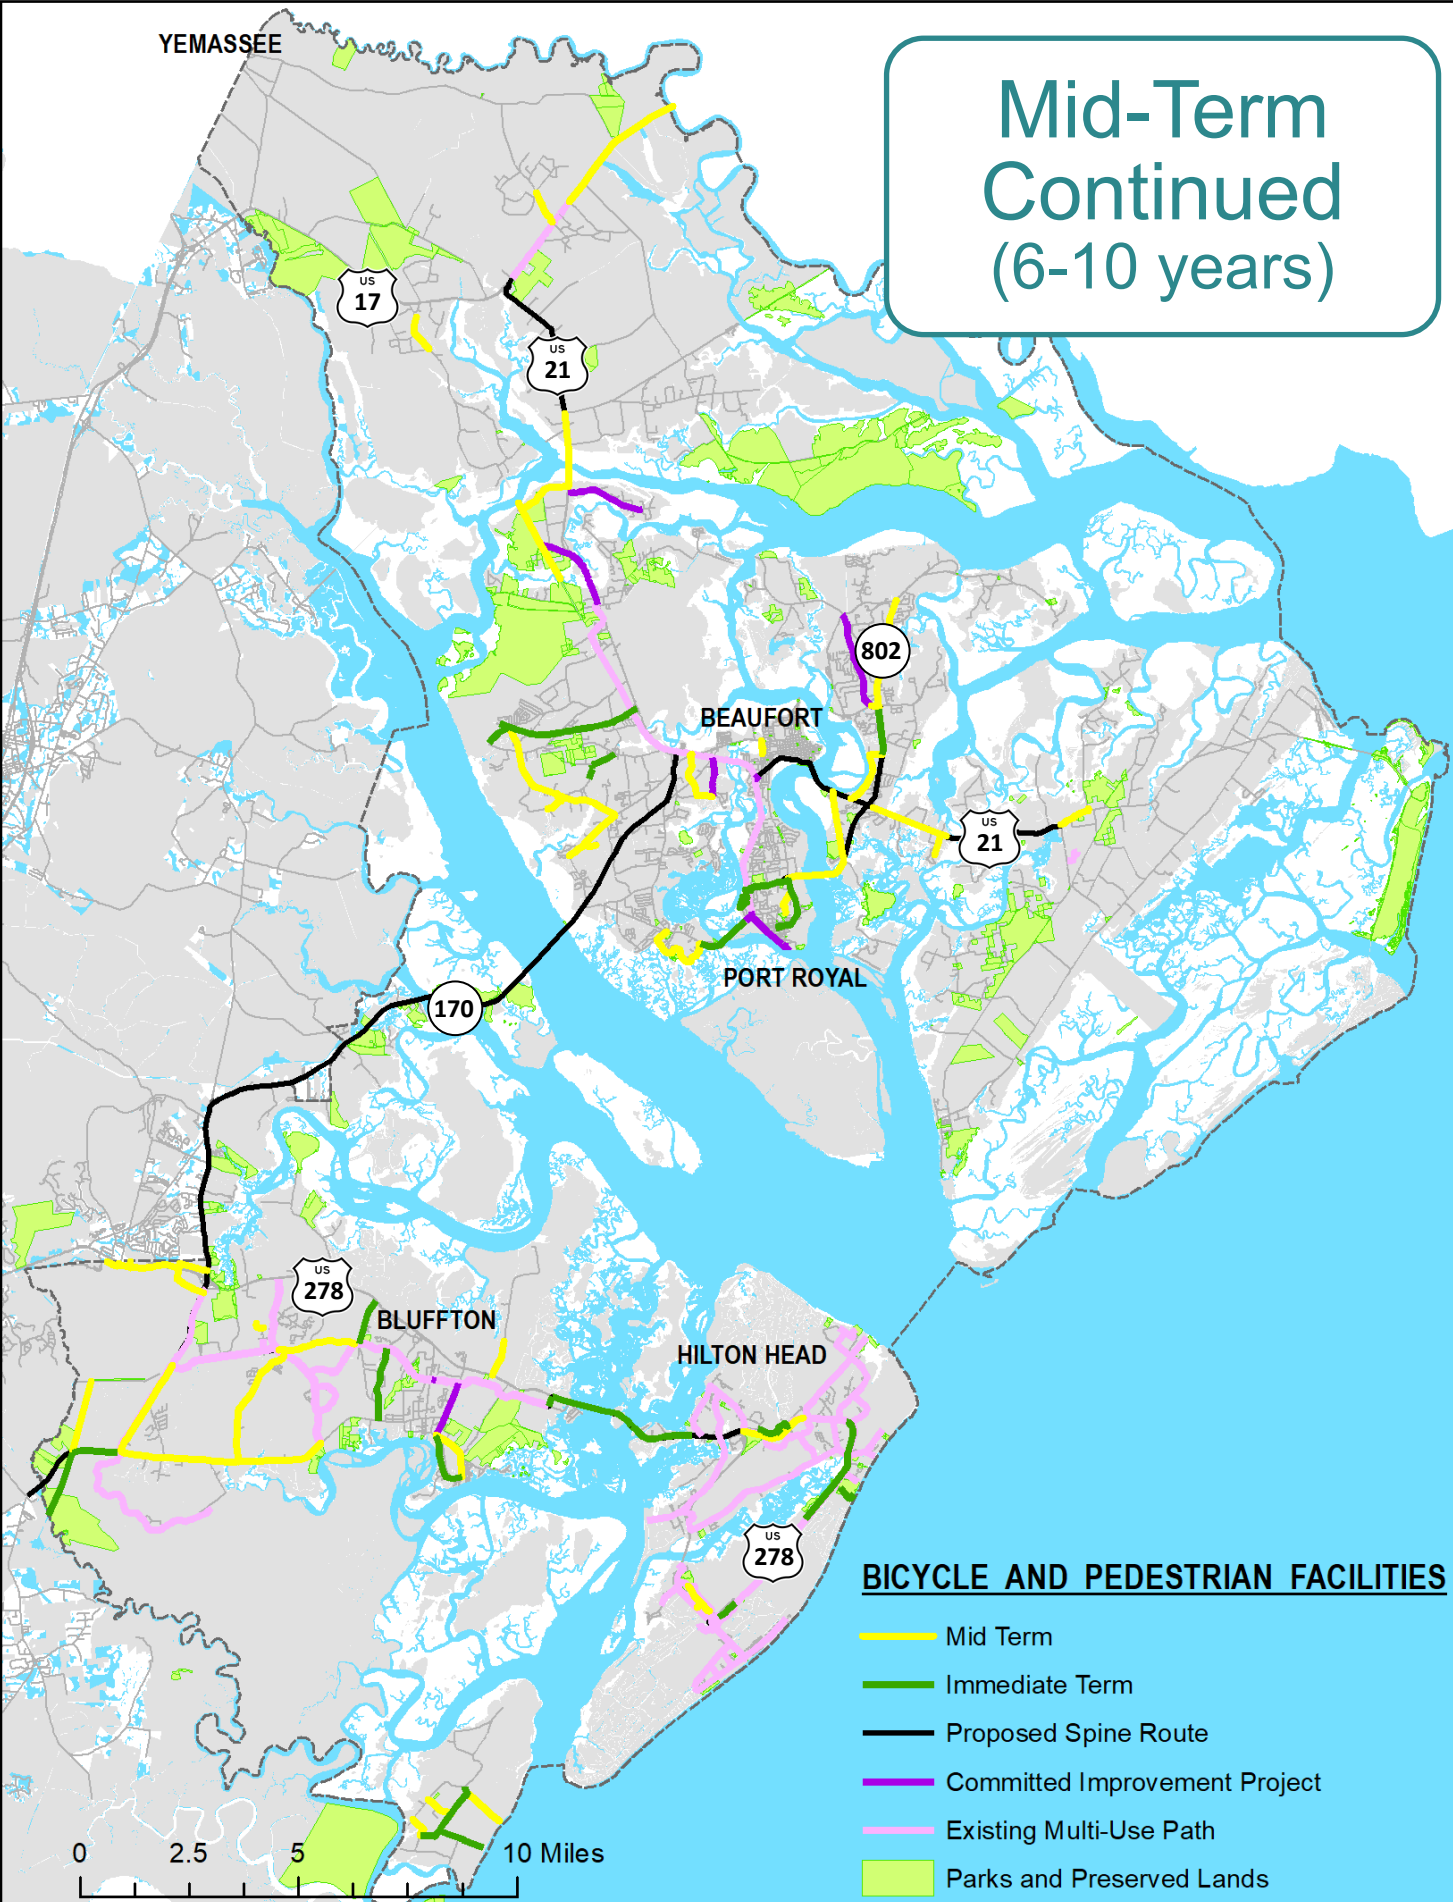 YEMASSEE
Mid-Term
Continued
(6-10 years)
US
17
US
21
802
BEAUFORT
US
21
PORT ROYAL
170
US
278
BLUFFTON
HILTON HEAD
US
278
BICYCLE AND PEDESTRIAN FACILITIES
Mid Term
Immediate Term
Proposed Spine Route
Committed Improvement Project
Existing Multi-Use Path
Parks and Preserved Lands
0 2.5 5 10 Miles